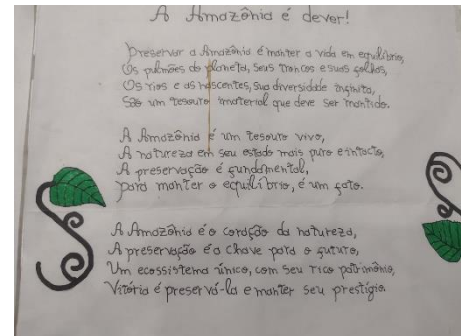 A Amazônia é dever!
Preservar a Amazônia é manter a vida em equilíbrio,
Os pulmões do planeta, seus troncos e suas folhas,
Os rios e as nascentes, sua diversidade infinita,
São um tesouro imaterial que deve ser mantido.
A Amazônia é um tesouro vivo,
A natureza em seu estado mais puro e intacto,
A preservação é fundamental,
para manter o equilíbrio, é um fato.
A Amazônia é o coração da natureza,
A preservação é a chave para o futuro,
Um ecossistema único, com seu rico patrimônio,
Vitória é preservá-la e manter seu prestígio.